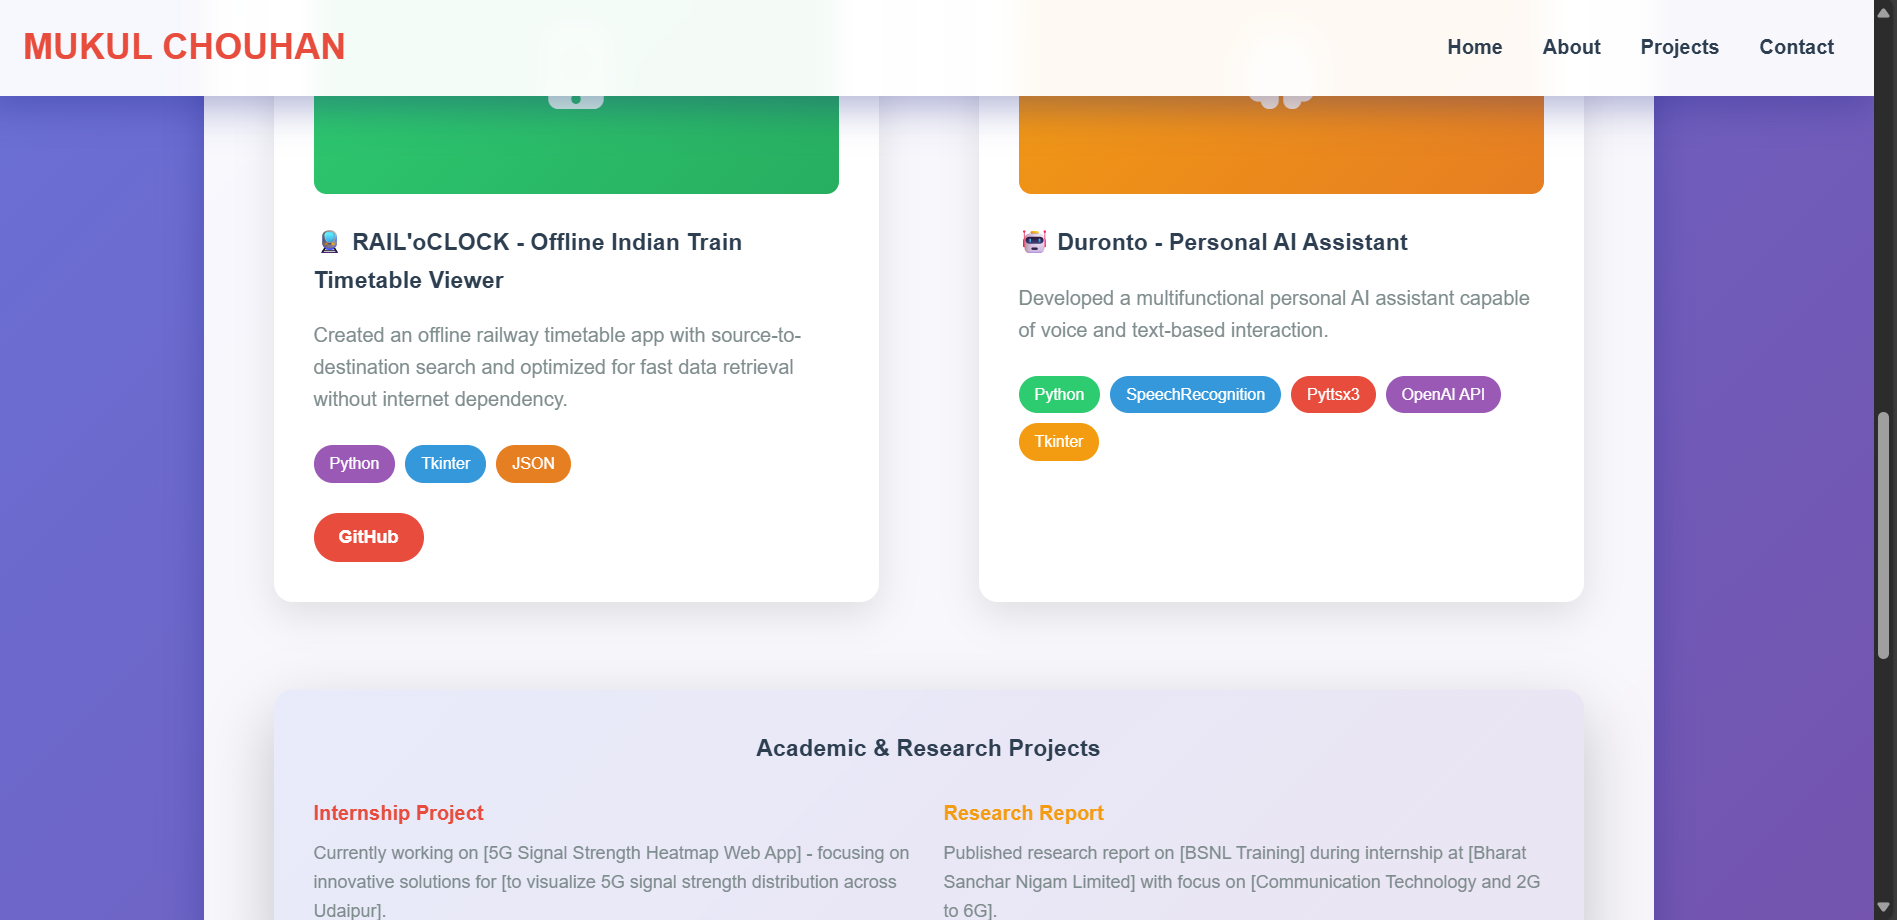 MUKUL CHOUHAN
Home About Projects Contact
RAIL'oCLOCK - Offline Indian Train
Timetable Viewer
Created an offline railway timetable app with source-to-
destination search and optimized for fast data retrieval
without internet dependency.
Python Tkinter JSON
GitHub
Duronto - Personal AI Assistant
Developed a multifunctional personal AI assistant capable
of voice and text-based interaction.
Python SpeechRecognition Pyttsx3 OpenAI API
Tkinter
Academic & Research Projects
Internship Project
Currently working on [5G Signal Strength Heatmap Web App] - focusing on
innovative solutions for [to visualize 5G signal strength distribution across
Udaipur].
Research Report
Published research report on [BSNL Training] during internship at [Bharat
Sanchar Nigam Limited] with focus on [Communication Technology and 2G
to 6G].